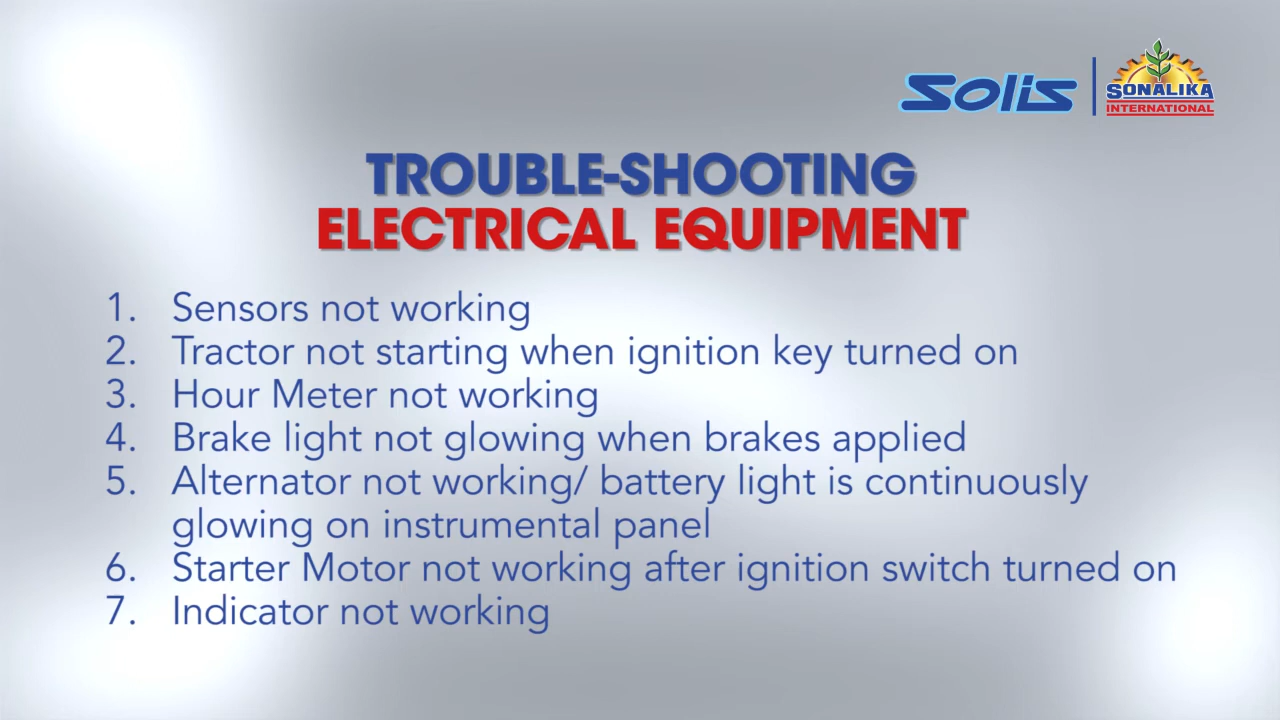 Solis
SONALIKA
INTERNATIONAL
TROUBLE-SHOOTING
ELECTRICAL EQUIPMENT
1. Sensors not working
2. Tractor not starting when ignition key turned on
3. Hour Meter not working
4. Brake light not glowing when brakes applied
5. Alternator not working/ battery light is continuously
glowing on instrumental panel
6. Starter Motor not working after ignition switch turned on
7. Indicator not working